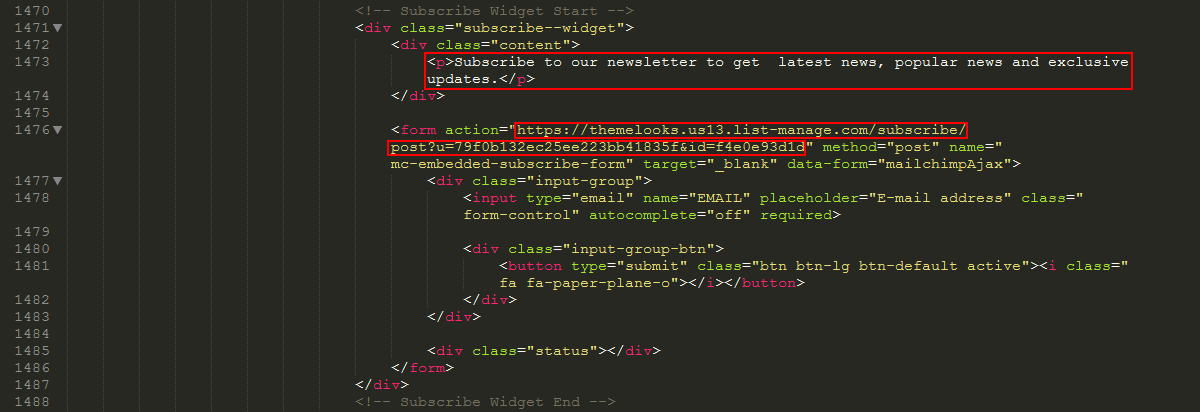 1470 <!-- Subscribe Widget Start -->
1471 <div class="subscribe--widget">
1472 <div class="content">
1473 <p>Subscribe to our newsletter to get  latest news, popular news and exclusive
updates.</p>
1474 </div>
1475
1476 <form action="https://themelooks.us13.list-manage.com/subscribe/
post?u=79f0b132ec25ee223bb41835f&id=f4e0e93d1d" method="post" name="
mc-embedded-subscribe-form" target="_blank" data-form="mailchimpAjax">
1477 <div class="input-group">
1478 <input type="email" name="EMAIL" placeholder="E-mail address" class="
form-control" autocomplete="off" required>
1479
1480 <div class="input-group-btn">
1481 <button type="submit" class="btn btn-lg btn-default active"><i class="
fa fa-paper-plane-o"></i></button>
1482 </div>
1483 </div>
1484
1485 <div class="status"></div>
1486 </form>
1487 </div>
1488 <!-- Subscribe Widget End -->